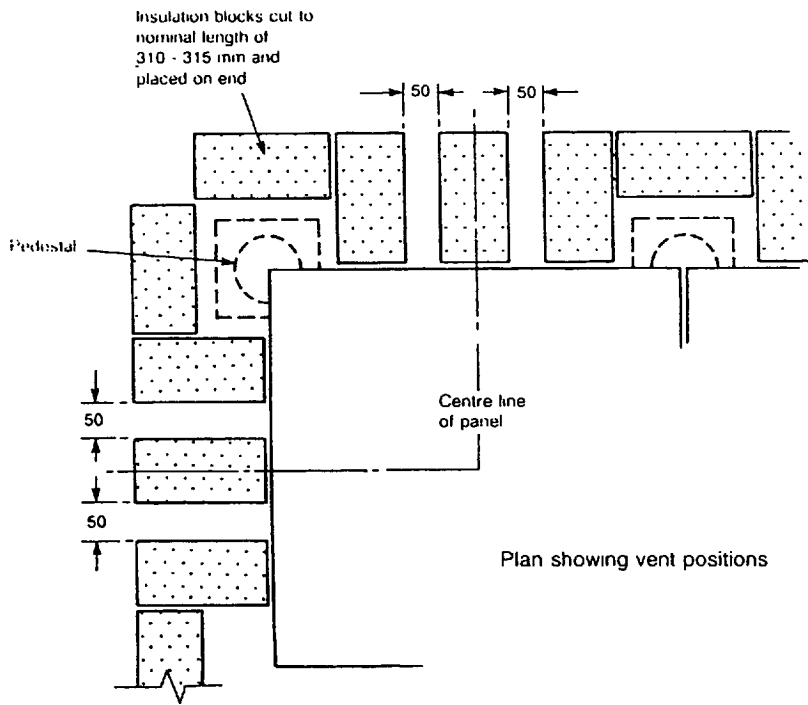 Insulation blocks cut to
nominal length of
310 - 315 mm and
placed on end
50
50
Pedestal
50
50
Centre line
of panel
Plan showing vent positions